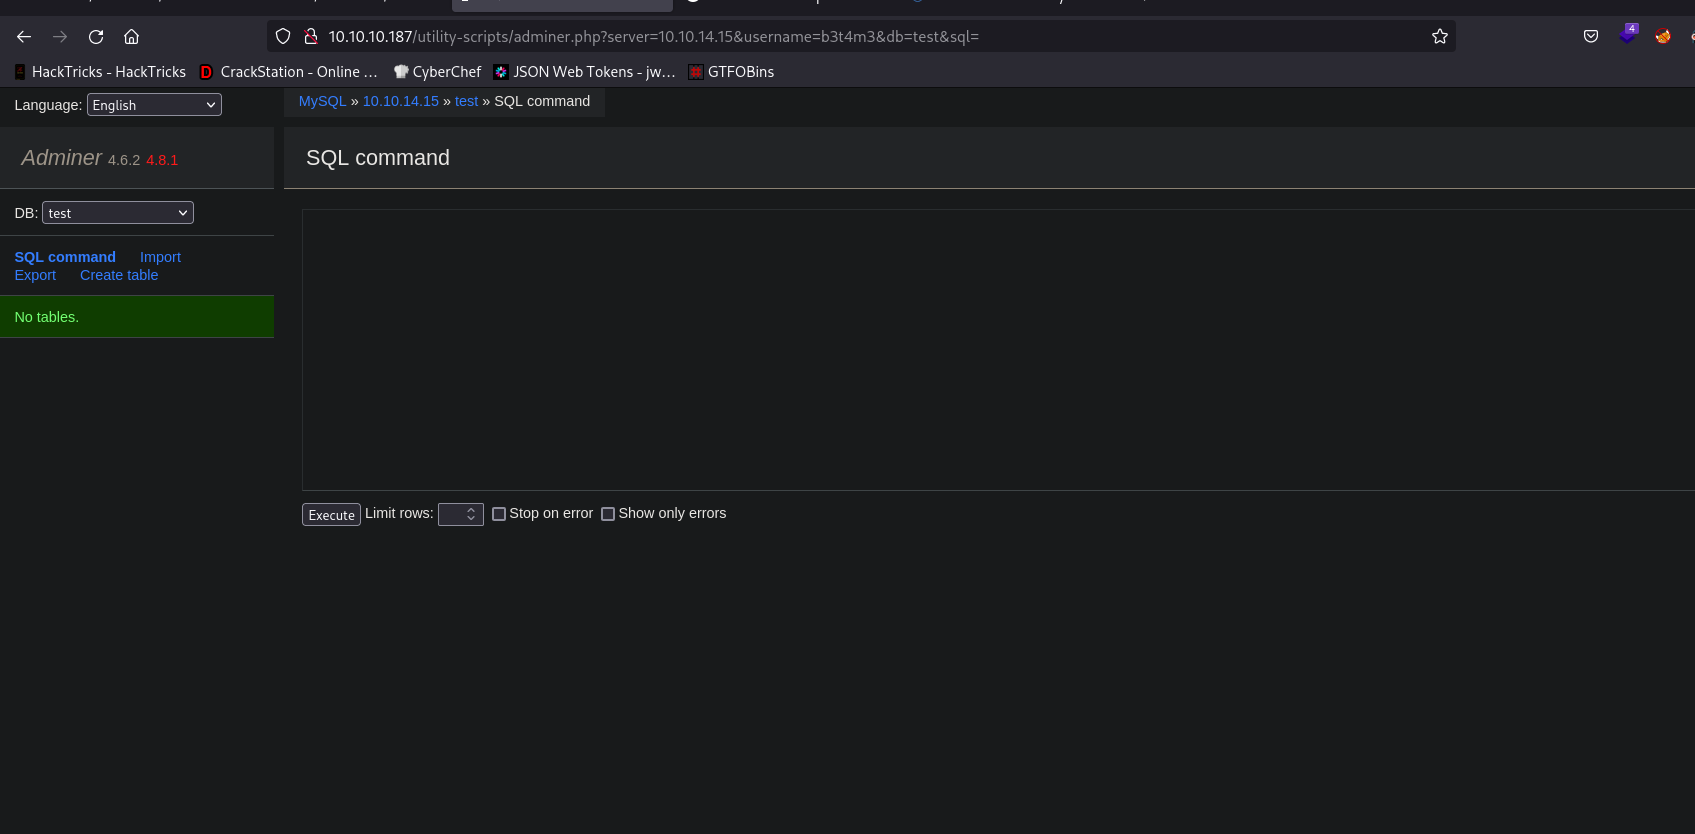 10.10.10.187/utility-scripts/adminer.php?server=10.10.14.15&username=b3t4m3&db=test&sql=
4
HackTricks - HackTricks CrackStation - Online ... CyberChef JSON Web Tokens - jw... GTFOBins
Language: English
MySQL » 10.10.14.15 » test » SQL command
Adminer 4.6.2 4.8.1
SQL command
DB: test
SQL command Import
Export Create table
No tables.
Execute Limit rows: Stop on error Show only errors